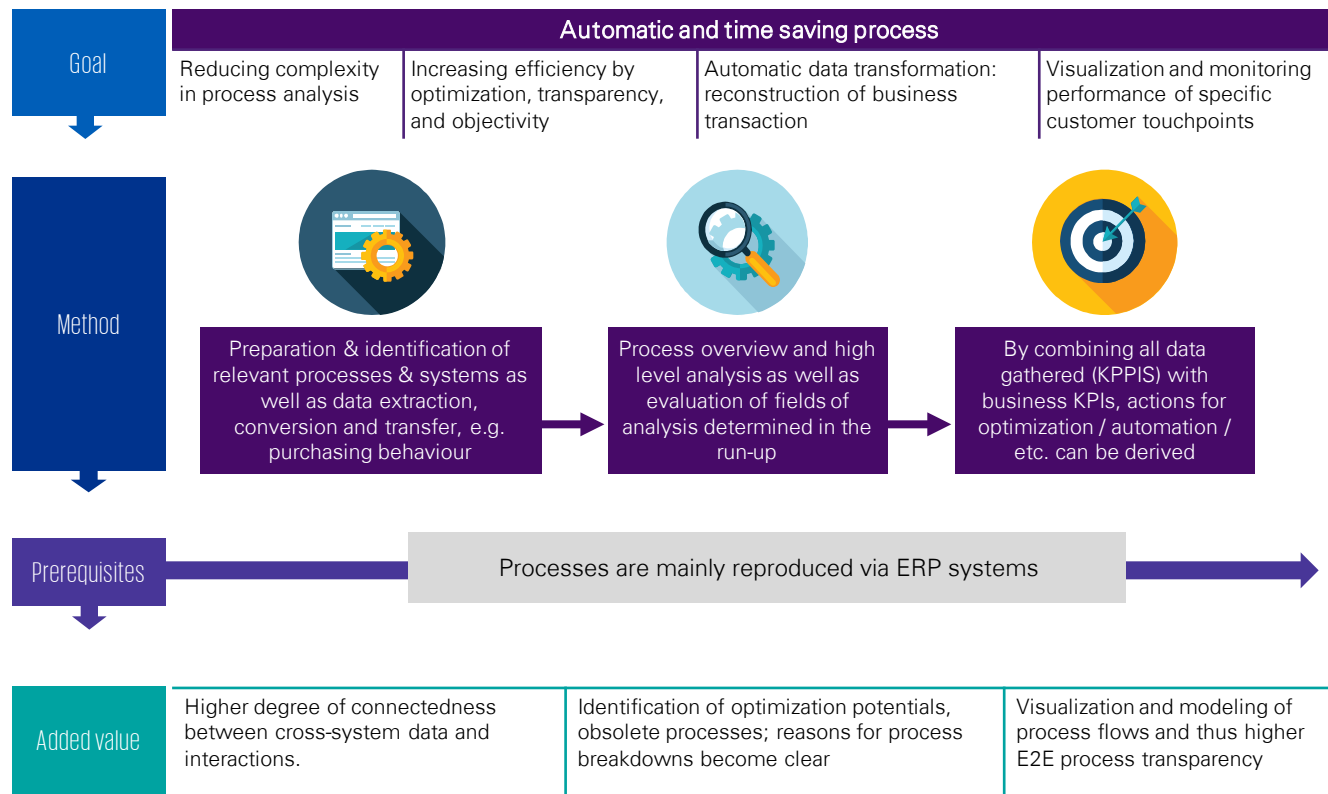 Goal
Automatic and time saving process
Reducing complexity
in process analysis
Increasing efficiency by
optimization, transparency,
and objectivity
Automatic data transformation:
reconstruction of business
transaction
Visualization and monitoring
performance of specific
customer touchpoints
Method
Preparation & identification of
relevant processes & systems as
well as data extraction,
conversion and transfer, e.g.
purchasing behaviour
Process overview and high
level analysis as well as
evaluation of fields of
analysis determined in the
run-up
By combining all data
gathered (KPPIS) with
business KPIs, actions for
optimization / automation /
etc. can be derived
Prerequisites
Processes are mainly reproduced via ERP systems
Added value
Higher degree of connectedness
between cross-system data and
interactions.
Identification of optimization potentials,
obsolete processes; reasons for process
breakdowns become clear
Visualization and modeling of
process flows and thus higher
E2E process transparency